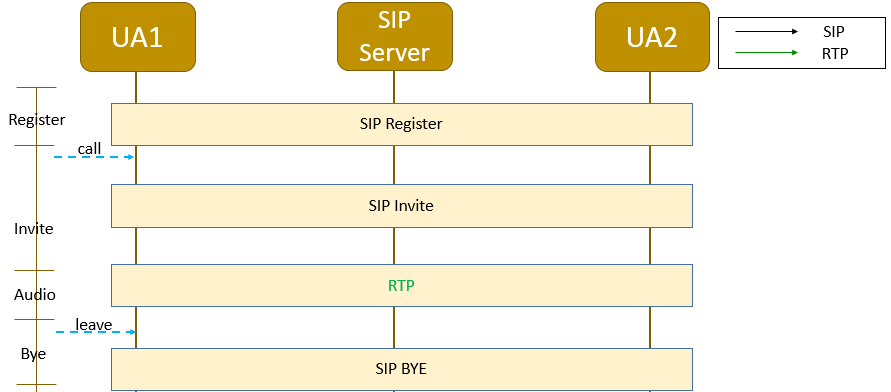 UA1
SIP
Server
UA2
SIP
RTP
Register
SIP Register
call
SIP Invite
Invite
RTP
Audio
leave
Bye
SIP BYE